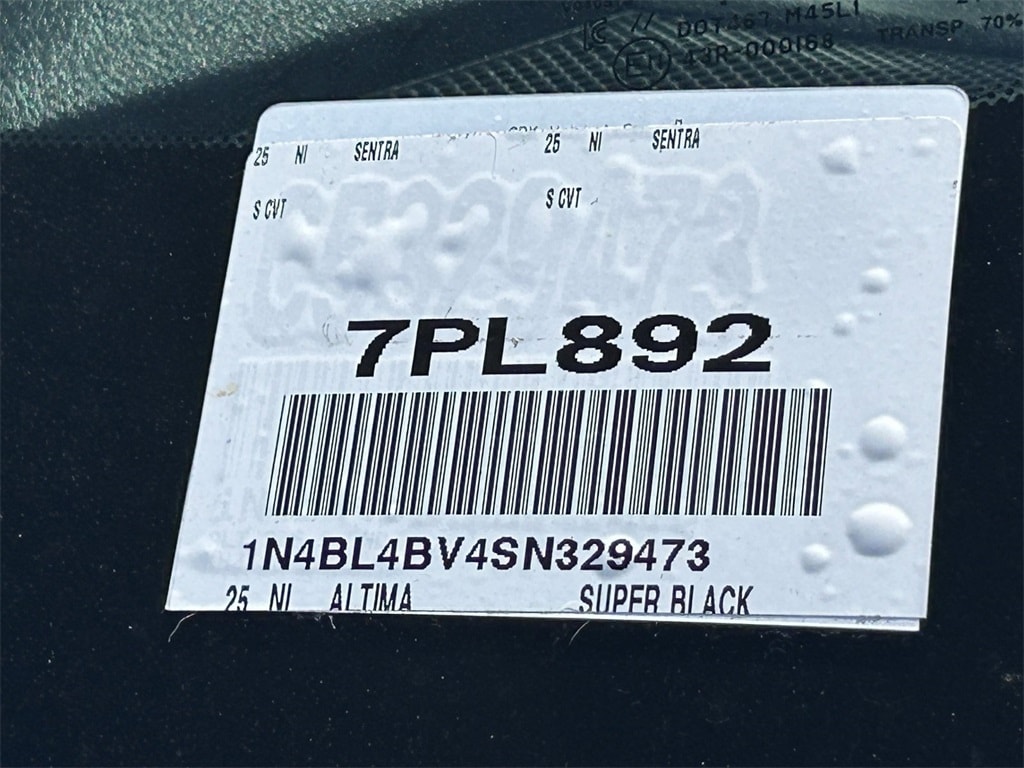 DOT467 M45L1
43R-000168 TRANSP 70%
25 NI SENTRA 25 NI SENTRA
S CVT S CVT
7PL892
1N4BL4BV4SN329473
25 NI ALTIMA SUPER BLACK